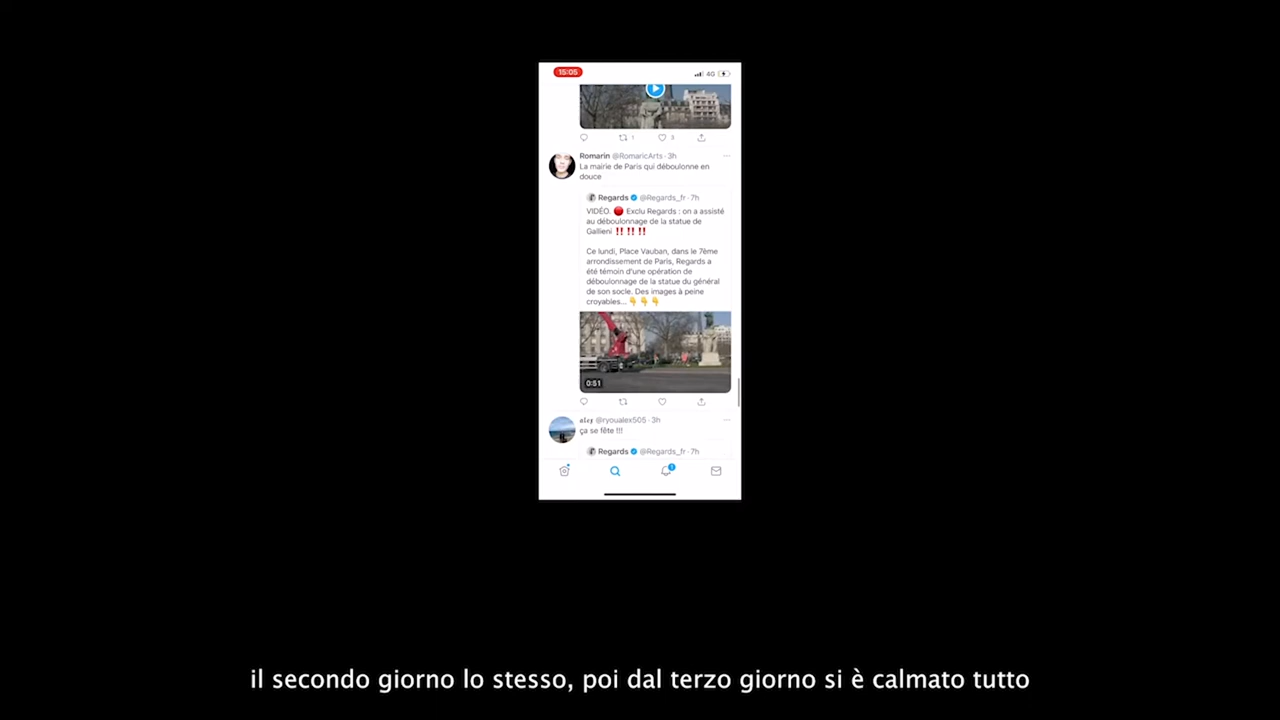 15:05
4G
1
3
Romarin @RomaricArts · 3h
La mairie de Paris qui déboulonne en
douce
Regards @Regards_fr · 7h
VIDÉO. 🔴 Exclu Regards : on a assisté
au déboulonnage de la statue de
Gallieni ‼️ ‼️ ‼️
Ce lundi, Place Vauban, dans le 7ème
arrondissement de Paris, Regards a
été témoin d'une opération de
déboulonnage de la statue du général
de son socle. Des images à peine
croyables... 👇 👇 👇
0:51
alex @ryoualex505 · 3h
ça se fête !!!
Regards @Regards_fr · 7h
1
il secondo giorno lo stesso, poi dal terzo giorno si è calmato tutto